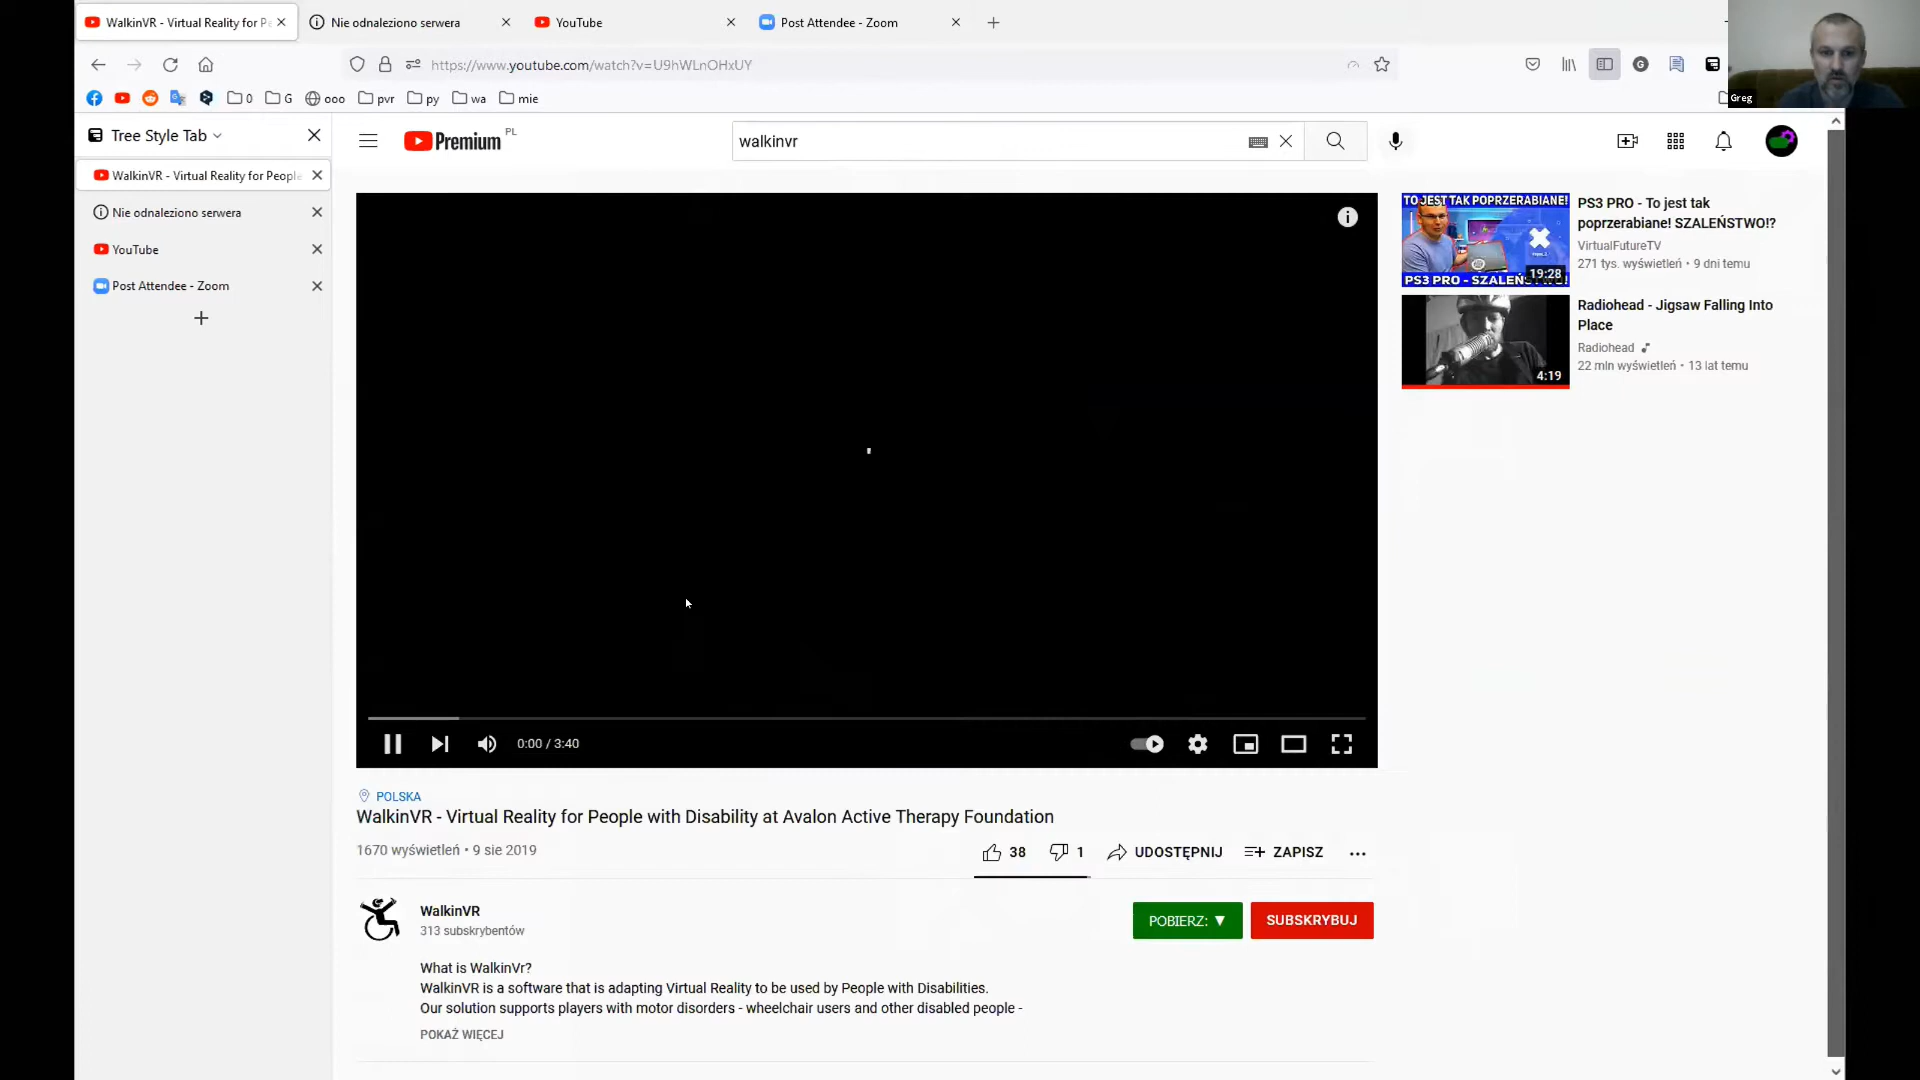 WalkinVR - Virtual Reality for P
Nie odnaleziono serwera
YouTube
Post Attendee - Zoom
https://www.youtube.com/watch?v=U9hWLnOHxUY
0
G
ooo
pvr
py
wa
mie
Greg
Tree Style Tab
Premium PL
walkinvr
WalkinVR - Virtual Reality for People
Nie odnaleziono serwera
YouTube
Post Attendee - Zoom
TO JEST TAK POPRZERABIANE!
19:28
PS3 PRO - To jest tak
poprzerabiane! SZALEŃSTWO!?
VirtualFutureTV
271 tys. wyświetleń • 9 dni temu
4:19
Radiohead - Jigsaw Falling Into
Place
Radiohead
22 mln wyświetleń • 13 lat temu
0:00 / 3:40
POLSKA
WalkinVR - Virtual Reality for People with Disability at Avalon Active Therapy Foundation
1670 wyświetleń • 9 sie 2019
38
1
UDOSTĘPNIJ
ZAPISZ
WalkinVR
313 subskrybentów
POBIERZ: ▼
SUBSKRYBUJ
What is WalkinVr?
WalkinVR is a software that is adapting Virtual Reality to be used by People with Disabilities.
Our solution supports players with motor disorders - wheelchair users and other disabled people -
POKAŻ WIĘCEJ